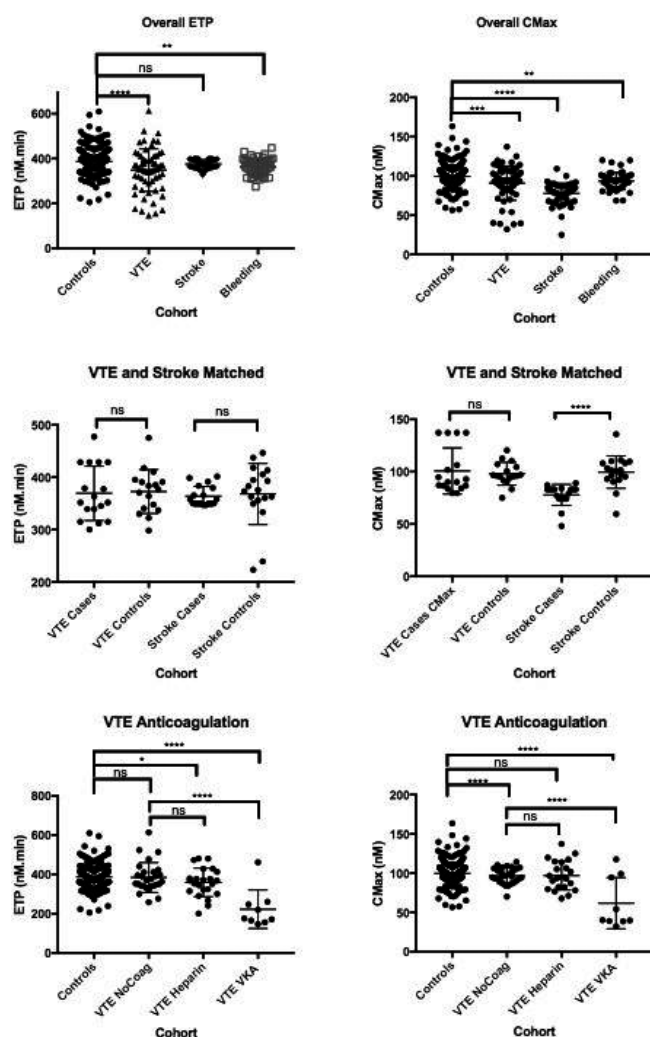 Overall ETP
**
ns
****
600
400
200
0
ETP (nM.min)
Controls
VTE
Stroke
Bleeding
Cohort
Overall CMax
**
****
***
200
150
100
50
0
CMax (nM)
Controls
VTE
Stroke
Bleeding
Cohort
VTE and Stroke Matched
ns
ns
500
400
300
200
ETP (nM.min)
VTE Cases
VTE Controls
Stroke Cases
Stroke Controls
Cohort
VTE and Stroke Matched
ns
****
150
100
50
0
CMax (nM)
VTE Cases CMax
VTE Controls
Stroke Cases
Stroke Controls
Cohort
VTE Anticoagulation
****
*
ns
****
ns
800
600
400
200
0
ETP (nM.min)
Controls
VTE NoCoag
VTE Heparin
VTE VKA
Cohort
VTE Anticoagulation
****
ns
****
****
ns
200
150
100
50
0
CMax (nM)
Controls
VTE NoCoag
VTE Heparin
VTE VKA
Cohort